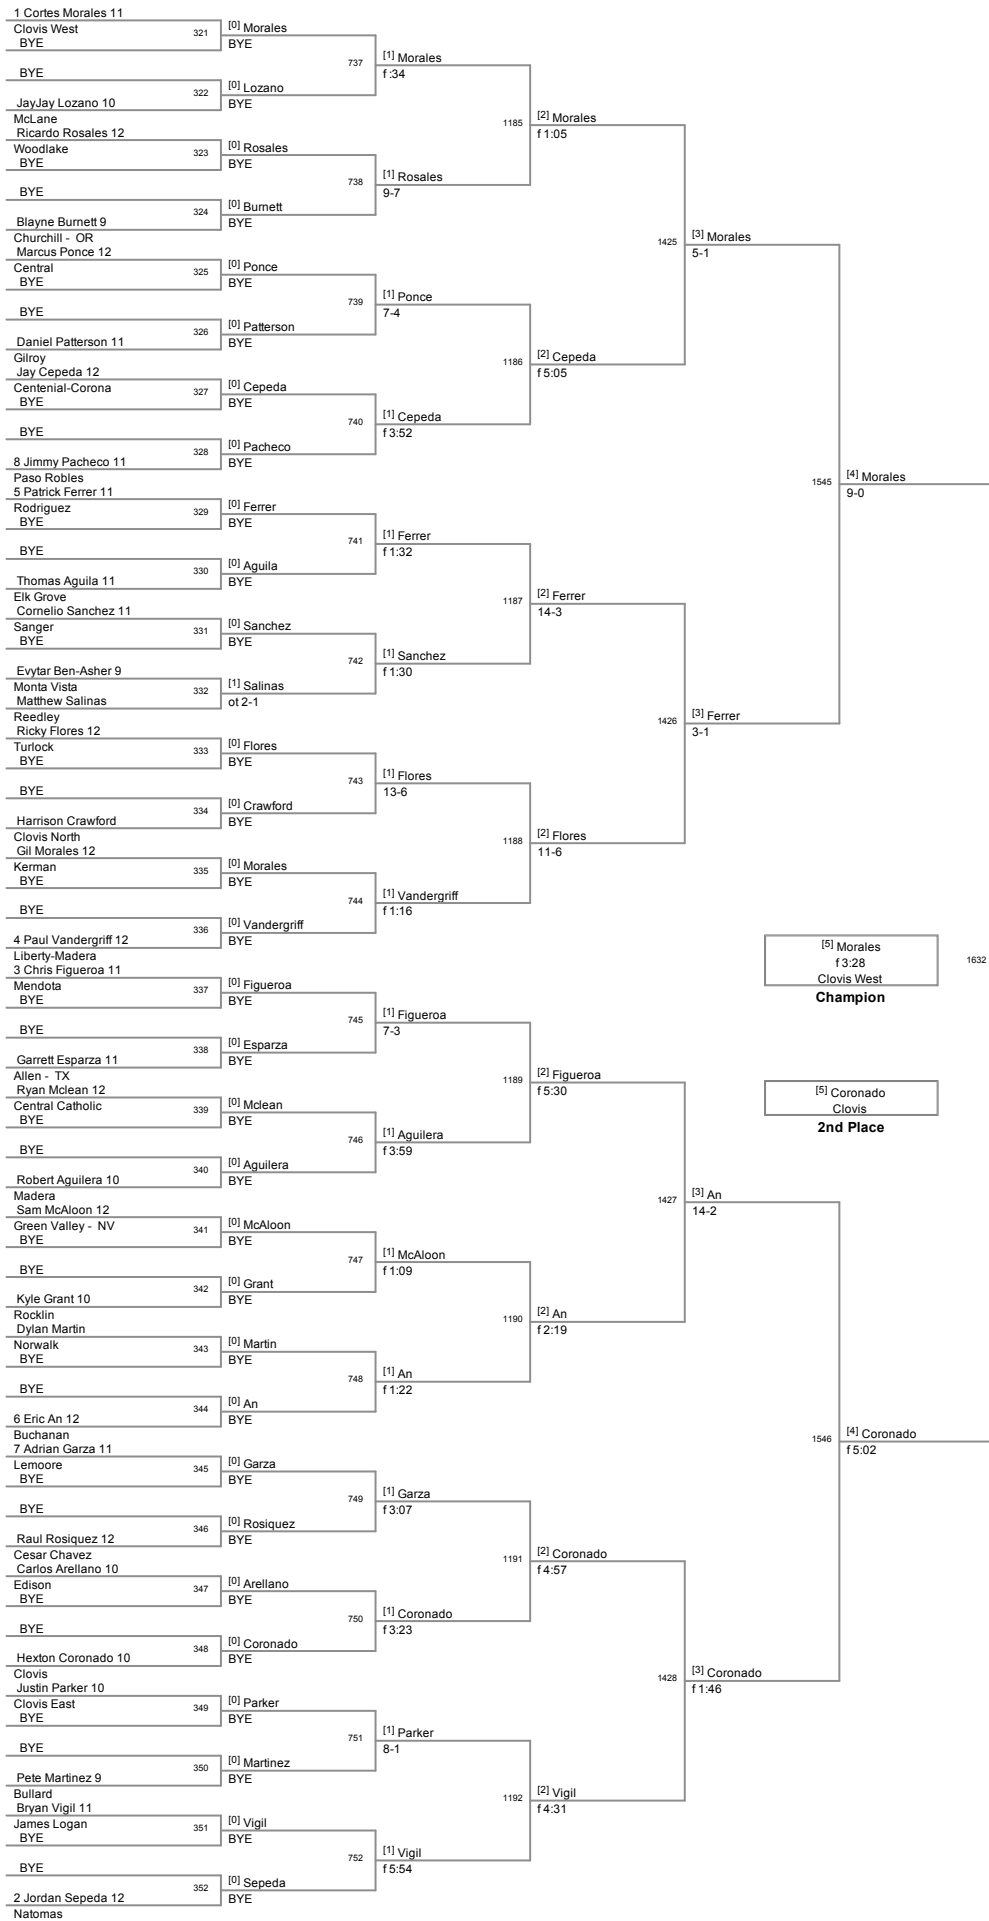 1 Cortes Morales 11
Clovis West
BYE
BYE
JayJay Lozano 10
McLane
Ricardo Rosales 12
Woodlake
BYE
BYE
Blayne Burnett 9
Churchill - OR
Marcus Ponce 12
Central
BYE
BYE
Daniel Patterson 11
Gilroy
Jay Cepeda 12
Centennial-Corona
BYE
BYE
8 Jimmy Pacheco 11
Paso Robles
5 Patrick Ferrer 11
Rodriguez
BYE
BYE
Thomas Aguila 11
Elk Grove
Cornelio Sanchez 11
Sanger
BYE
Evytar Ben-Asher 9
Monta Vista
Matthew Salinas
Reedley
Ricky Flores 12
Turlock
BYE
BYE
Harrison Crawford
Clovis North
Gil Morales 12
Kerman
BYE
BYE
4 Paul Vandergriff 12
Liberty-Madera
3 Chris Figueroa 11
Mendota
BYE
BYE
Garrett Esparza 11
Allen - TX
Ryan Mclean 12
Central Catholic
BYE
BYE
Robert Aguilera 10
Madera
Sam McAloon 12
Green Valley - NV
BYE
BYE
Kyle Grant 10
Rocklin
Dylan Martin
Norwalk
BYE
BYE
6 Eric An 12
Buchanan
7 Adrian Garza 11
Lemoore
BYE
BYE
Raul Rosiquez 12
Cesar Chavez
Carlos Arellano 10
Edison
BYE
BYE
Hexton Coronado 10
Clovis
Justin Parker 10
Clovis East
BYE
BYE
Pete Martinez 9
Bullard
Bryan Vigil 11
James Logan
BYE
BYE
2 Jordan Sepeda 12
Natomas
321 [0] Morales
BYE
322 [0] Lozano
BYE
323 [0] Rosales
BYE
324 [0] Burnett
BYE
325 [0] Ponce
BYE
326 [0] Patterson
BYE
327 [0] Cepeda
BYE
328 [0] Pacheco
BYE
329 [0] Ferrer
BYE
330 [0] Aguila
BYE
331 [0] Sanchez
BYE
332 [1] Salinas
ot 2-1
333 [0] Flores
BYE
334 [0] Crawford
BYE
335 [0] Morales
BYE
336 [0] Vandergriff
BYE
337 [0] Figueroa
BYE
338 [0] Esparza
BYE
339 [0] Mclean
BYE
340 [0] Aguilera
BYE
341 [0] McAloon
BYE
342 [0] Grant
BYE
343 [0] Martin
BYE
344 [0] An
BYE
345 [0] Garza
BYE
346 [0] Rosiquez
BYE
347 [0] Arellano
BYE
348 [0] Coronado
BYE
349 [0] Parker
BYE
350 [0] Martinez
BYE
351 [0] Vigil
BYE
352 [0] Sepeda
BYE
737 [1] Morales
f :34
738 [1] Rosales
9-7
739 [1] Ponce
7-4
740 [1] Cepeda
f 3:52
741 [1] Ferrer
f 1:32
742 [1] Sanchez
f 1:30
743 [1] Flores
13-6
744 [1] Vandergriff
f 1:16
745 [1] Figueroa
7-3
746 [1] Aguilera
f 3:59
747 [1] McAloon
f 1:09
748 [1] An
f 1:22
749 [1] Garza
f 3:07
750 [1] Coronado
f 3:23
751 [1] Parker
8-1
752 [1] Vigil
f 5:54
1185 [2] Morales
f 1:05
1186 [2] Cepeda
f 5:05
1187 [2] Ferrer
14-3
1188 [2] Flores
11-6
1189 [2] Figueroa
f 5:30
1190 [2] An
f 2:19
1191 [2] Coronado
f 4:57
1192 [2] Vigil
f 4:31
1425 [3] Morales
5-1
1426 [3] Ferrer
3-1
1427 [3] An
14-2
1428 [3] Coronado
f 1:46
1545 [4] Morales
9-0
1546 [4] Coronado
f 5:02
[5] Morales
f 3:28
Clovis West
Champion
1632
[5] Coronado
Clovis
2nd Place